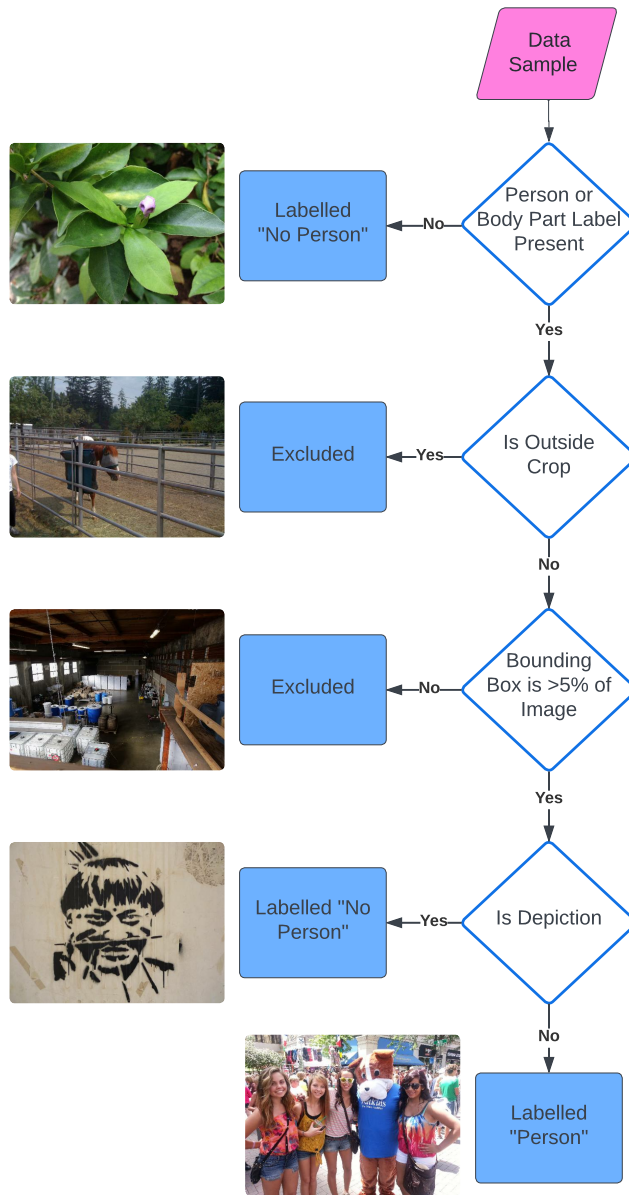 Data
Sample
Person or
Body Part Label
Present
No
Labelled
"No Person"
Yes
Is Outside
Crop
Yes
Excluded
No
Bounding
Box is >5% of
Image
No
Excluded
Yes
Is Depiction
Yes
Labelled "No
Person"
No
Labelled
"Person"